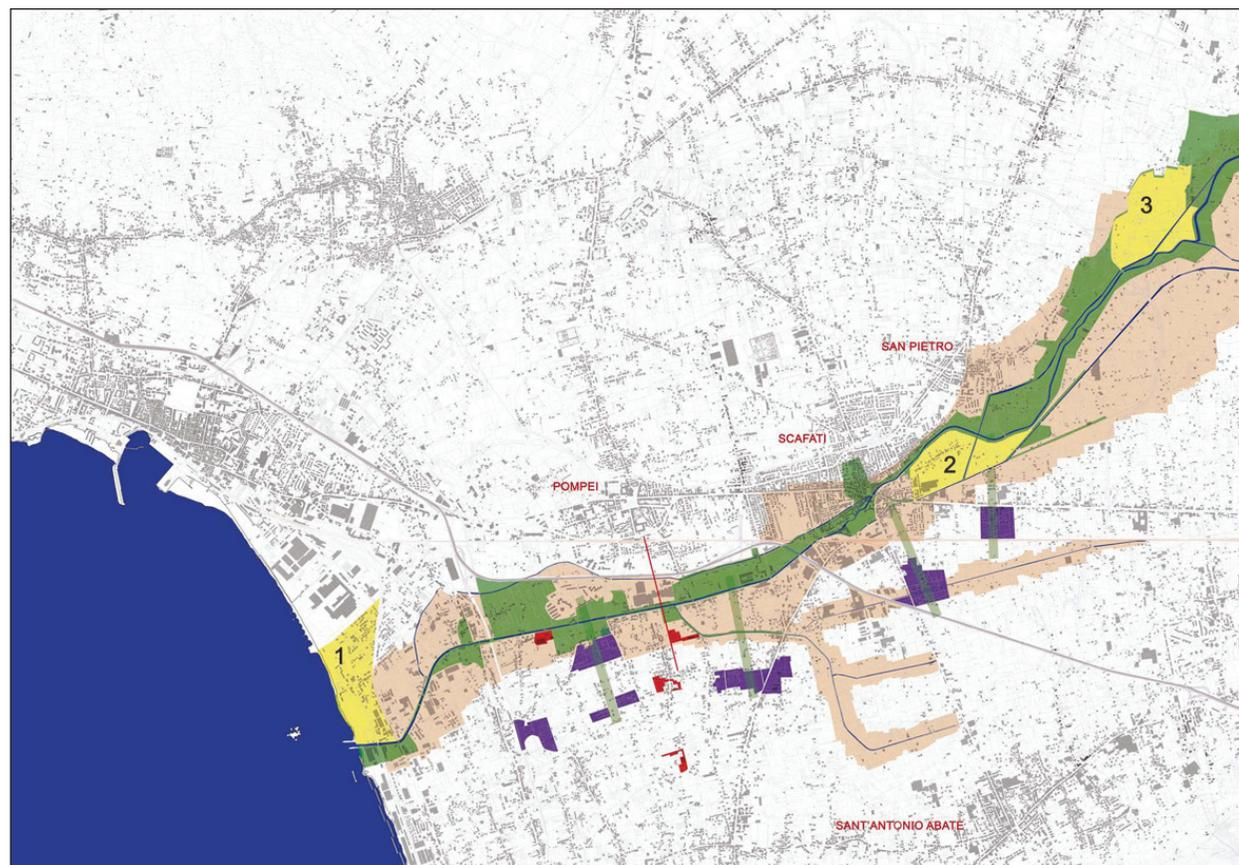 3
SAN PIETRO
SCAFATI
2
POMPEI
1
SANT'ANTONIO ABATE